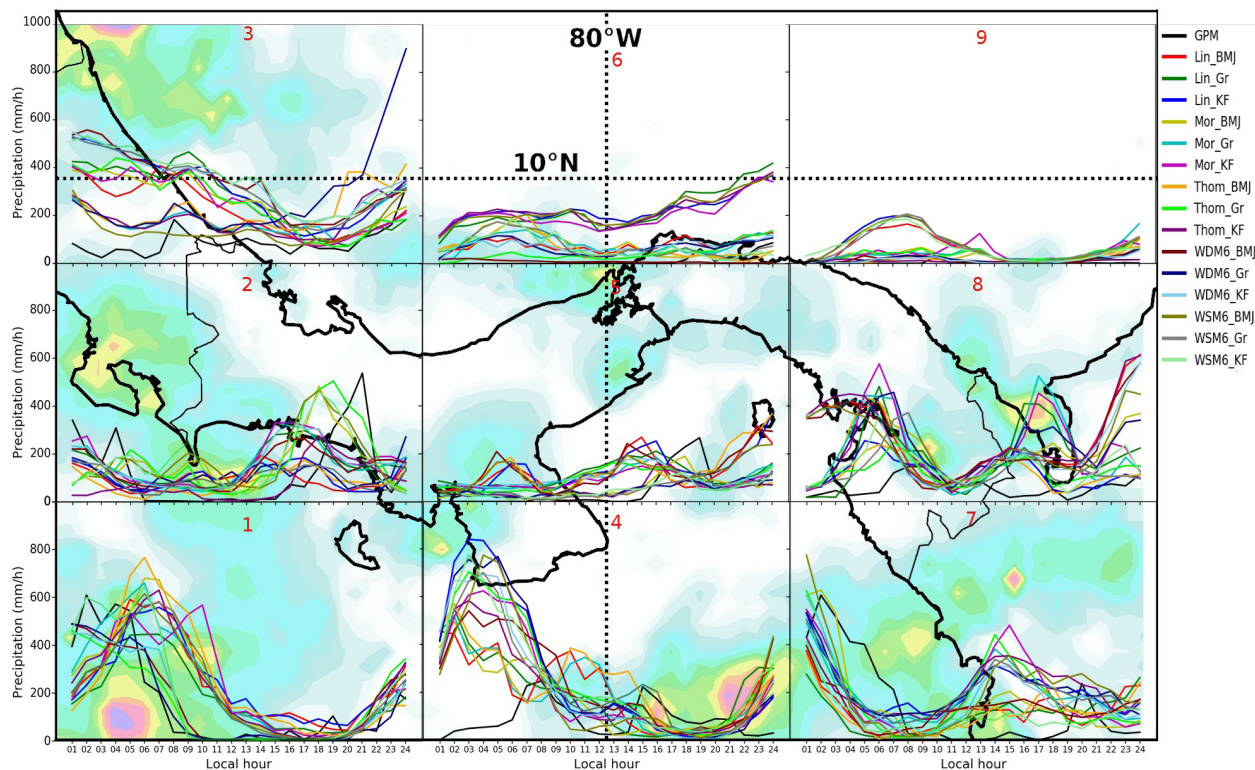 1000
3
80°W
6
9
800
600
10°N
400
200
0
Precipitation (mm/h)
2
5
8
800
600
400
200
0
Precipitation (mm/h)
1
4
7
800
600
400
200
0
Precipitation (mm/h)
01 02 03 04 05 06 07 08 09 10 11 12 13 14 15 16 17 18 19 20 21 22 23 24
01 02 03 04 05 06 07 08 09 10 11 12 13 14 15 16 17 18 19 20 21 22 23 24
01 02 03 04 05 06 07 08 09 10 11 12 13 14 15 16 17 18 19 20 21 22 23 24
Local hour
Local hour
Local hour
GPM
Lin_BMJ
Lin_Gr
Lin_KF
Mor_BMJ
Mor_Gr
Mor_KF
Thom_BMJ
Thom_Gr
Thom_KF
WDM6_BMJ
WDM6_Gr
WDM6_KF
WSM6_BMJ
WSM6_Gr
WSM6_KF